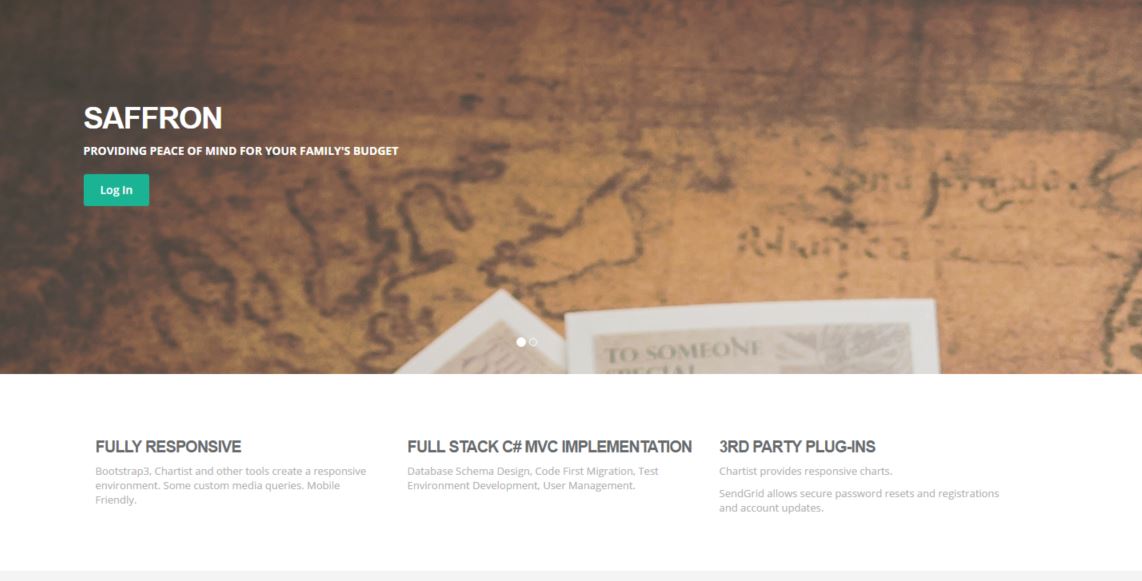 SAFFRON
PROVIDING PEACE OF MIND FOR YOUR FAMILY'S BUDGET
Log In
TO SOMEONE
SPECIAL
FULLY RESPONSIVE
Bootstrap3, Chartist and other tools create a responsive
environment. Some custom media queries. Mobile
Friendly.
FULL STACK C# MVC IMPLEMENTATION
Database Schema Design, Code First Migration, Test
Environment Development, User Management.
3RD PARTY PLUG-INS
Chartist provides responsive charts.
SendGrid allows secure password resets and registrations
and account updates.